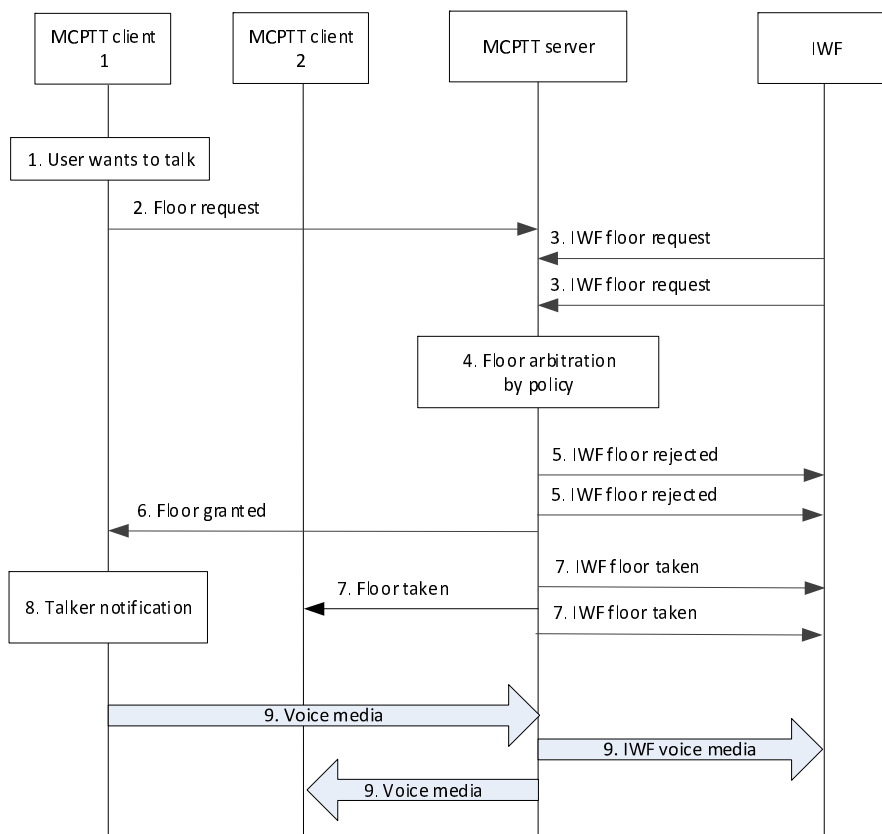 MCPTT client
1
MCPTT client
2
MCPTT server
IWF
1. User wants to talk
2. Floor request
3. IWF floor request
3. IWF floor request
4. Floor arbitration
by policy
5. IWF floor rejected
5. IWF floor rejected
6. Floor granted
7. IWF floor taken
7. Floor taken
8. Talker notification
7. IWF floor taken
9. Voice media
9. IWF voice media
9. Voice media